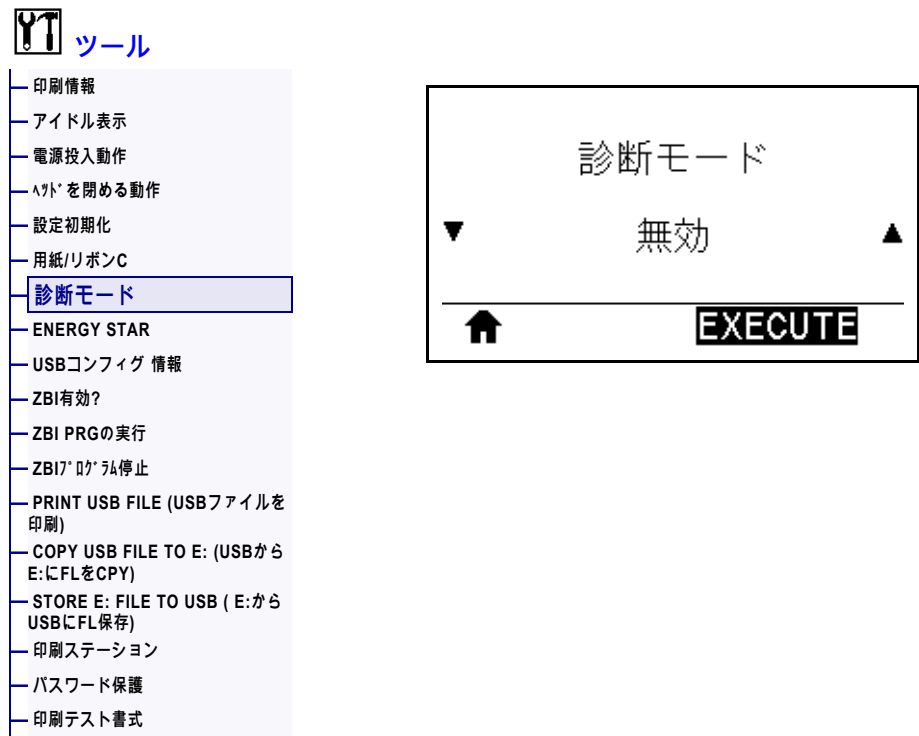 ツール
印刷情報
アイドル表示
電源投入動作
ﾍｯﾄﾞを閉める動作
設定初期化
用紙/リボンC
診断モード
ENERGY STAR
USBコンフィグ 情報
ZBI有効?
ZBI PRGの実行
ZBIﾌﾟﾛｸﾞﾗﾑ停止
PRINT USB FILE (USBファイルを
印刷)
COPY USB FILE TO E: (USBから
E:にFLをCPY)
STORE E: FILE TO USB ( E:から
USBにFL保存)
印刷ステーション
パスワード保護
印刷テスト書式
診断モード
▼ 無効 ▲
EXECUTE